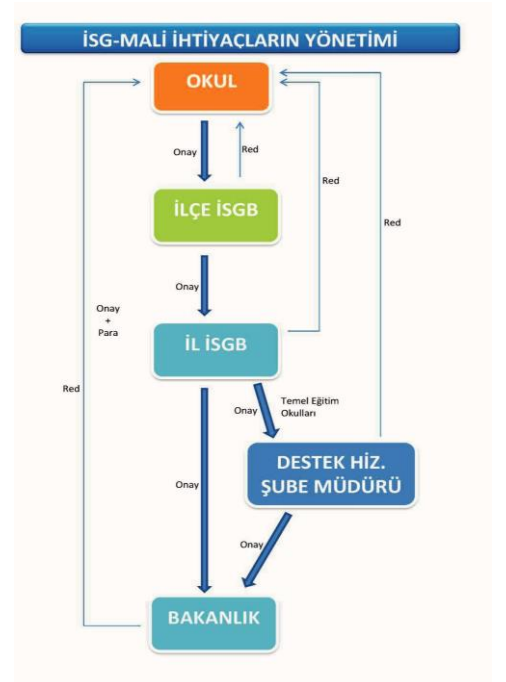 İSG-MALİ İHTİYAÇLARIN YÖNETİMİ
OKUL
Onay
Red
Red
Red
İLÇE İSGB
Onay
Onay
+
Para
İL İSGB
Red
Onay
Temel Eğitim
Okulları
DESTEK HİZ.
ŞUBE MÜDÜRÜ
Onay
Onay
BAKANLIK